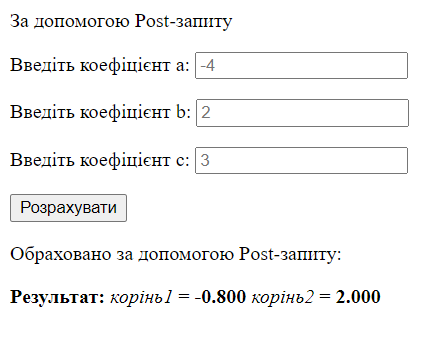 За допомогою Post-запиту
Введіть коефіцієнт a: -4
Введіть коефіцієнт b: 2
Введіть коефіцієнт c: 3
Розрахувати
Обраховано за допомогою Post-запиту:
Результат: корінь1 = -0.800 корінь2 = 2.000